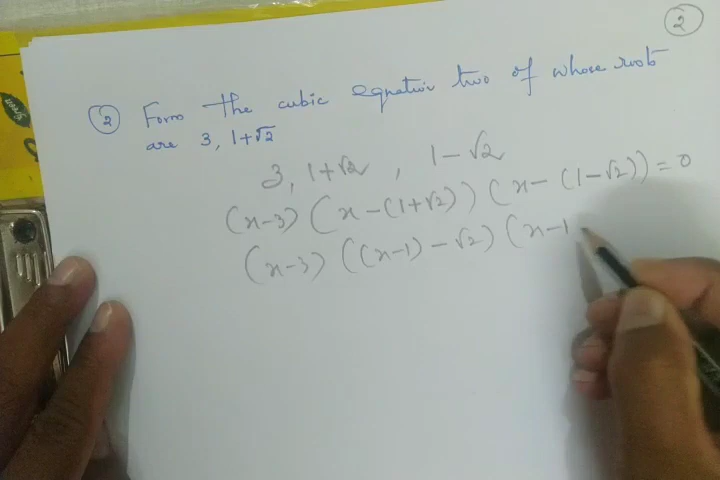 2
2 Form the cubic equation two of whose roots
are 3, 1+√2
3, 1+√2 , 1-√2
(x-3) (x-(1+√2)) (x-(1-√2)) = 0
(x-3) ((x-1)-√2) (x-1